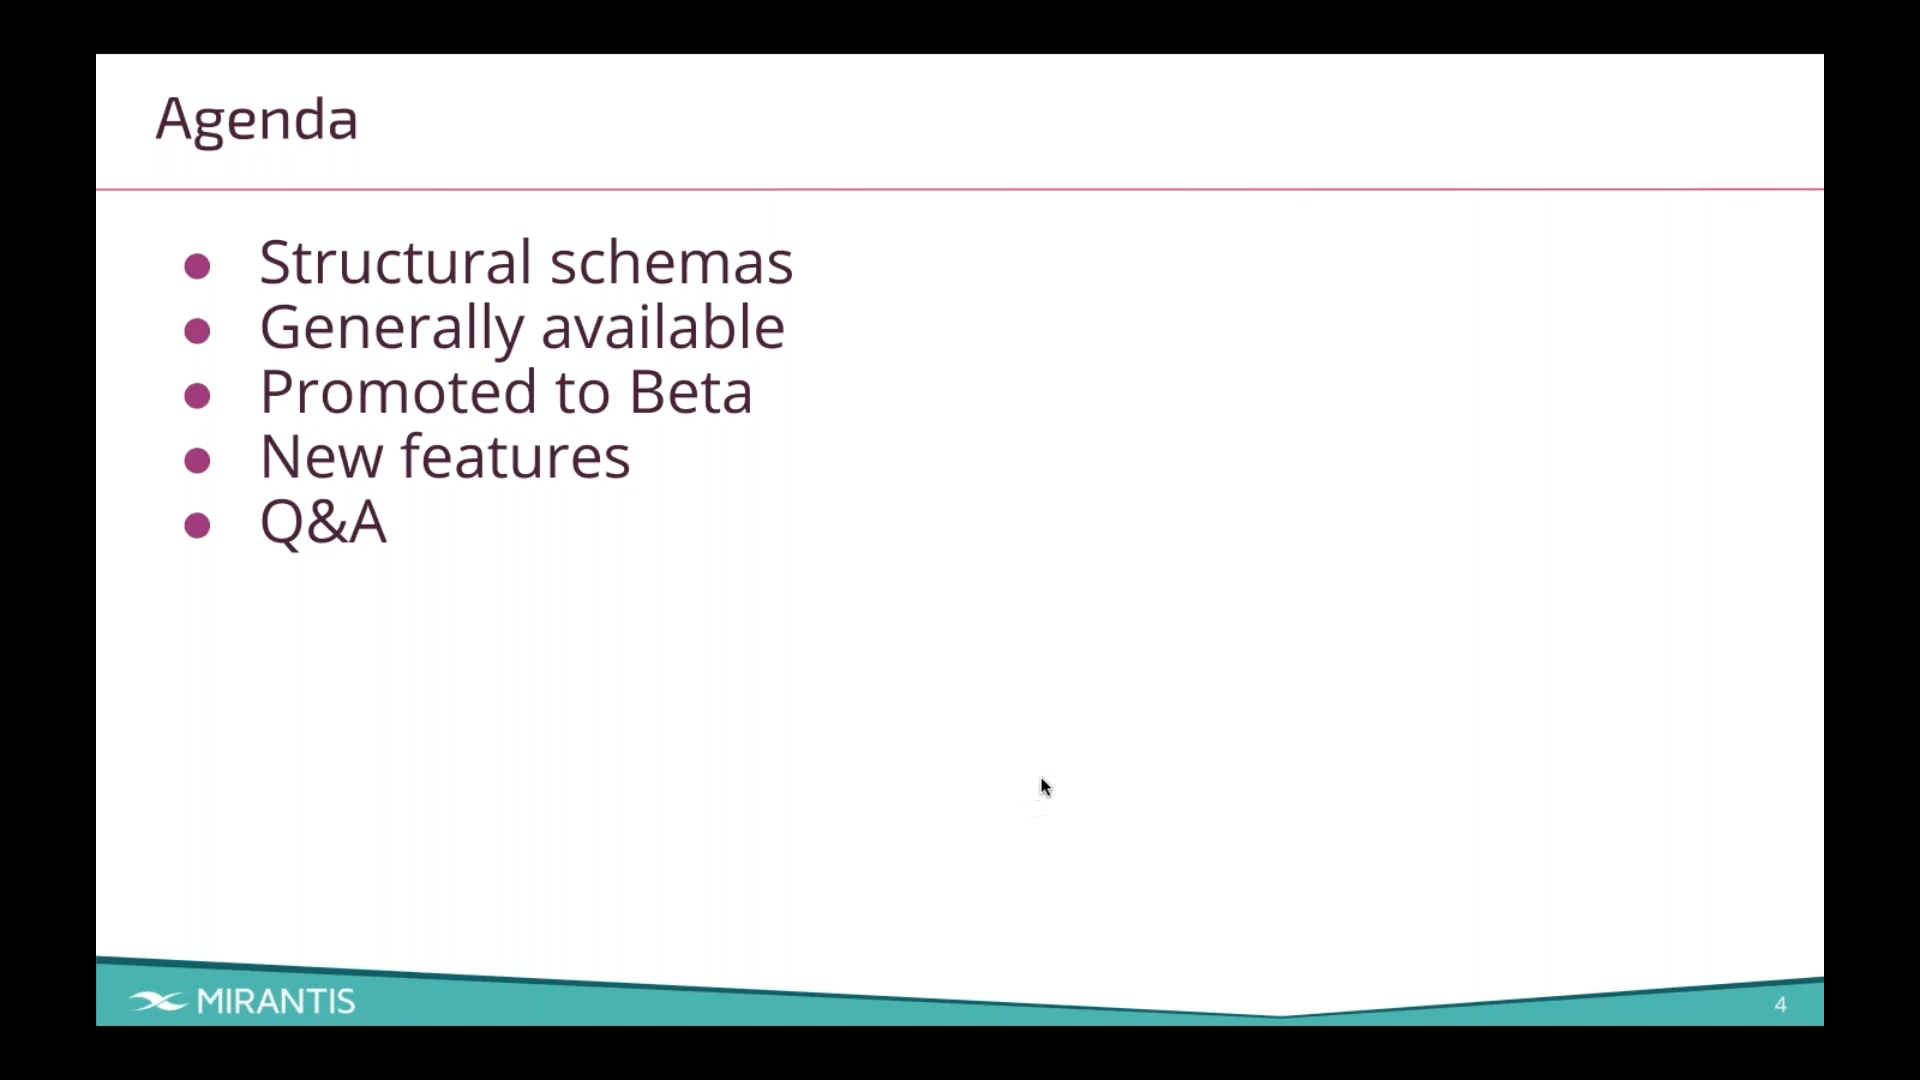 Agenda
● Structural schemas
● Generally available
● Promoted to Beta
● New features
● Q&A
MIRANTIS
4